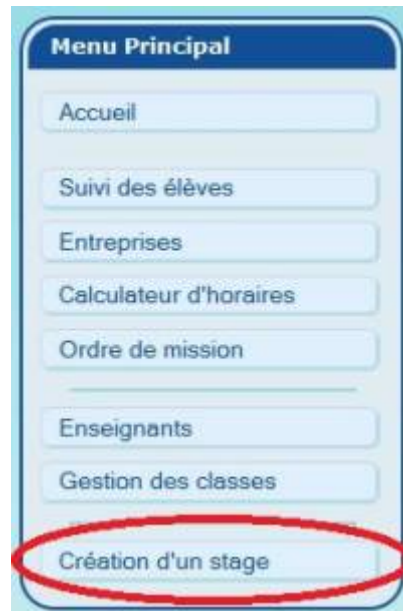 Menu Principal
Accueil
Suivi des élèves
Entreprises
Calculateur d'horaires
Ordre de mission
Enseignants
Gestion des classes
Création d'un stage